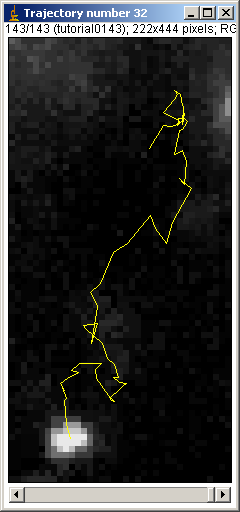 Trajectory number 32
143/143 (tutorial0143); 222x444 pixels; RG